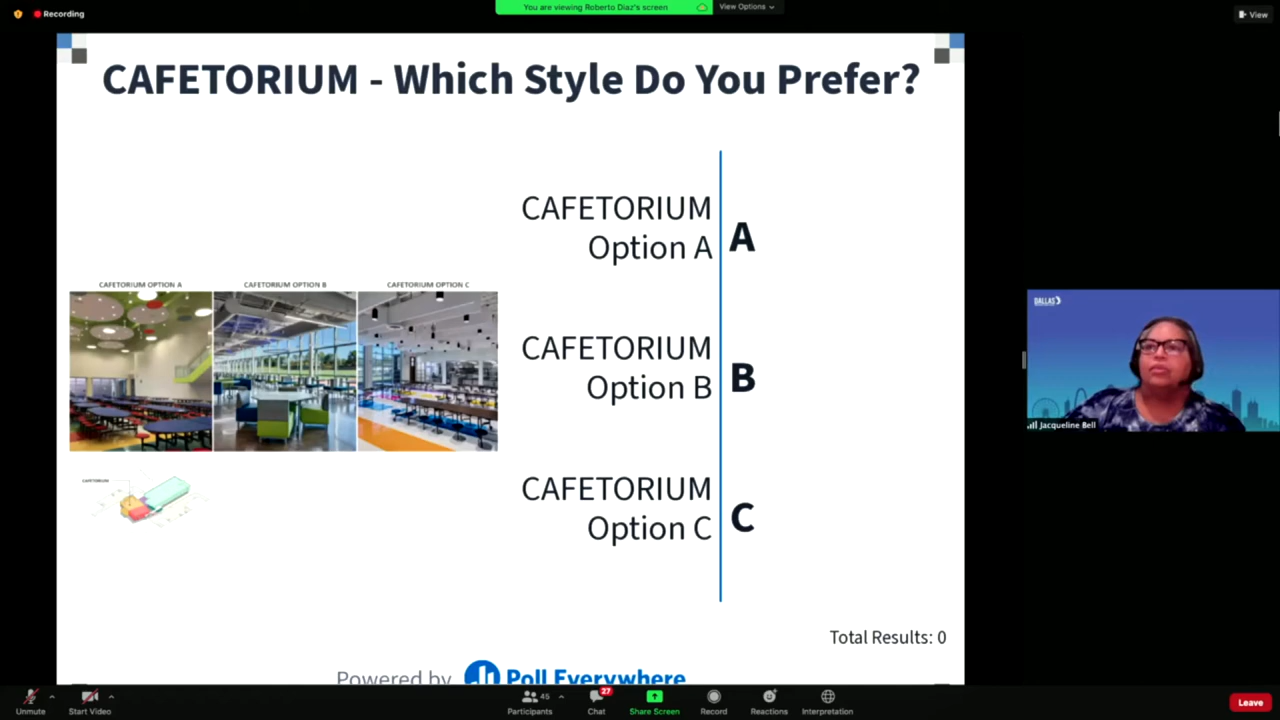 Recording
You are viewing Roberto Diaz's screen
View Options
View
CAFETORIUM - Which Style Do You Prefer?
CAFETORIUM
Option A
A
CAFETORIUM OPTION A
CAFETORIUM OPTION B
CAFETORIUM OPTION C
CAFETORIUM
Option B
B
CAFETORIUM
CAFETORIUM
Option C
C
DALLAS
Jacqueline Bell
Total Results: 0
Powered by Poll Everywhere
45
27
Unmute
Start Video
Participants
Chat
Share Screen
Record
Reactions
Interpretation
Leave